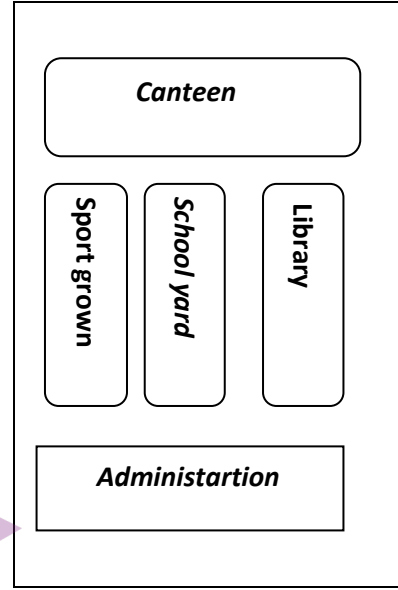 Canteen
Sport grown
School yard
Library
Administartion